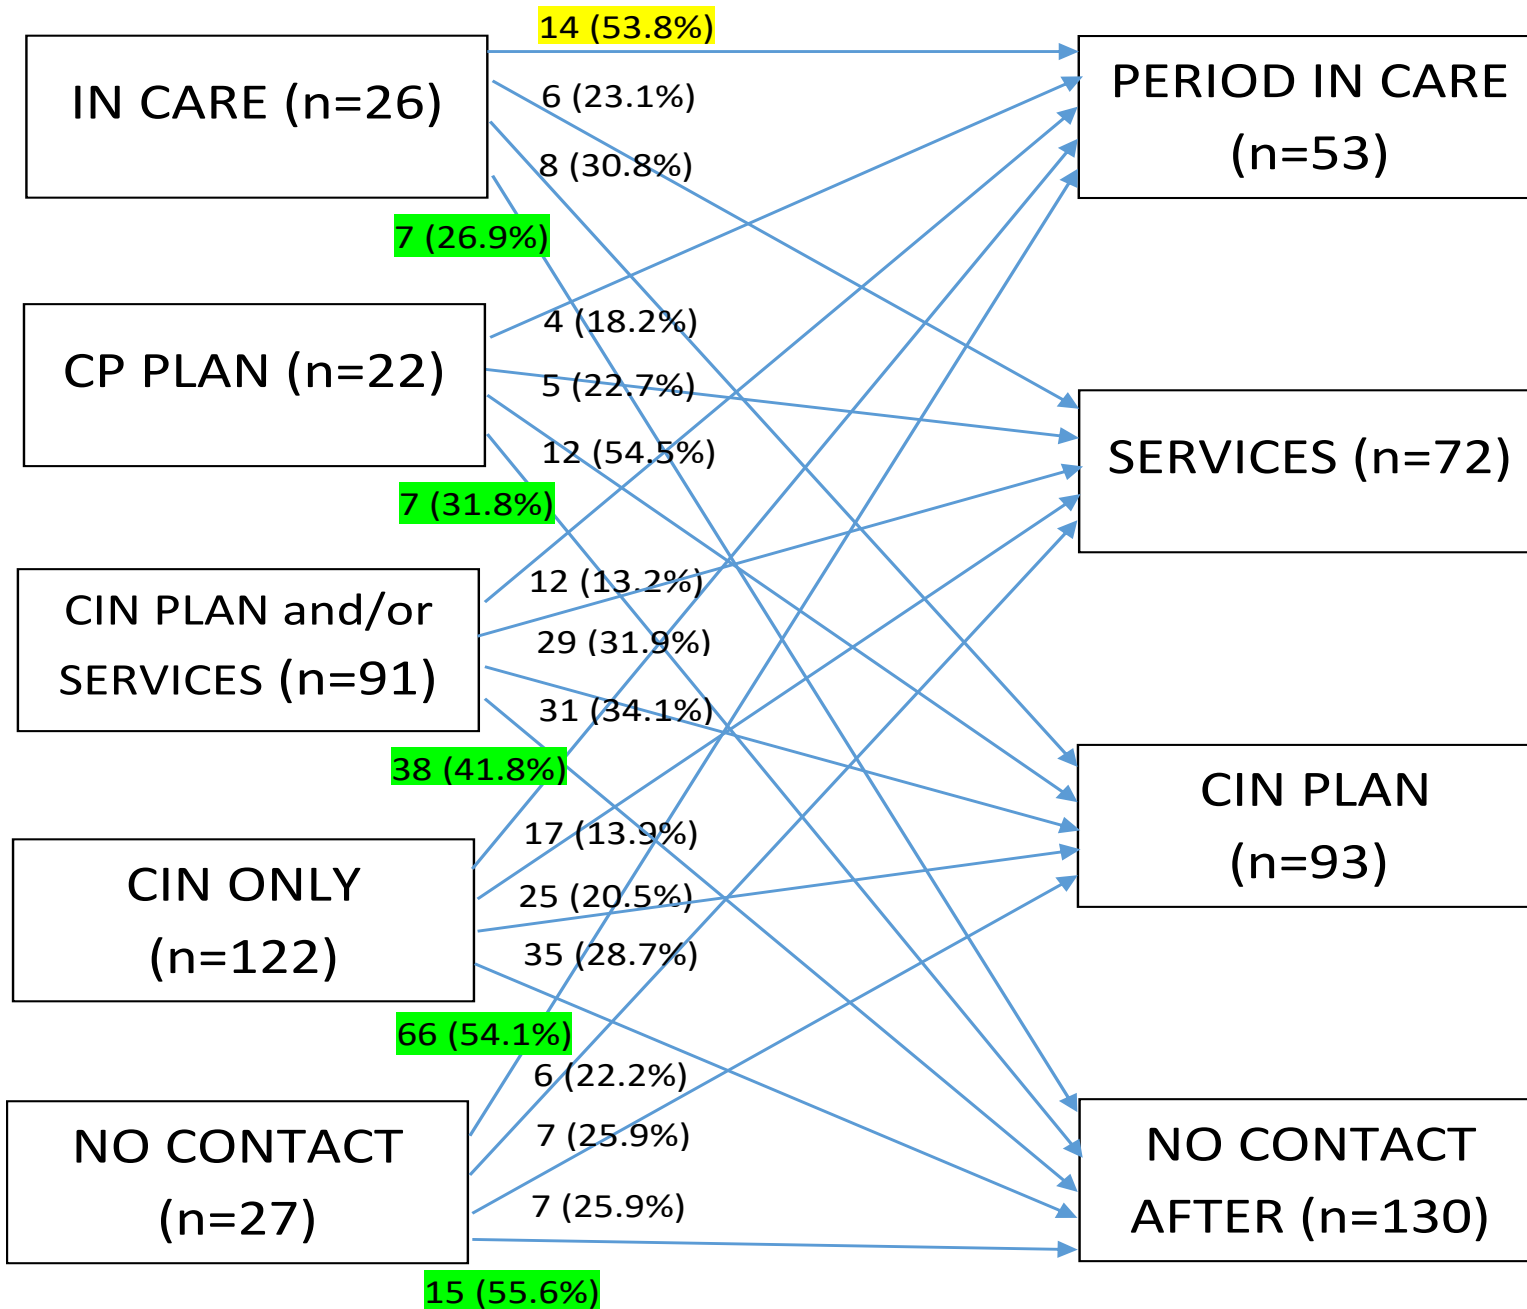 14 (53.8%)
IN CARE (n=26)
6 (23.1%)
8 (30.8%)
7 (26.9%)
CP PLAN (n=22)
4 (18.2%)
5 (22.7%)
12 (54.5%)
7 (31.8%)
CIN PLAN and/or
SERVICES (n=91)
12 (13.2%)
29 (31.9%)
31 (34.1%)
38 (41.8%)
CIN ONLY
(n=122)
17 (13.9%)
25 (20.5%)
35 (28.7%)
66 (54.1%)
NO CONTACT
(n=27)
6 (22.2%)
7 (25.9%)
7 (25.9%)
15 (55.6%)
PERIOD IN CARE
(n=53)
SERVICES (n=72)
CIN PLAN
(n=93)
NO CONTACT
AFTER (n=130)